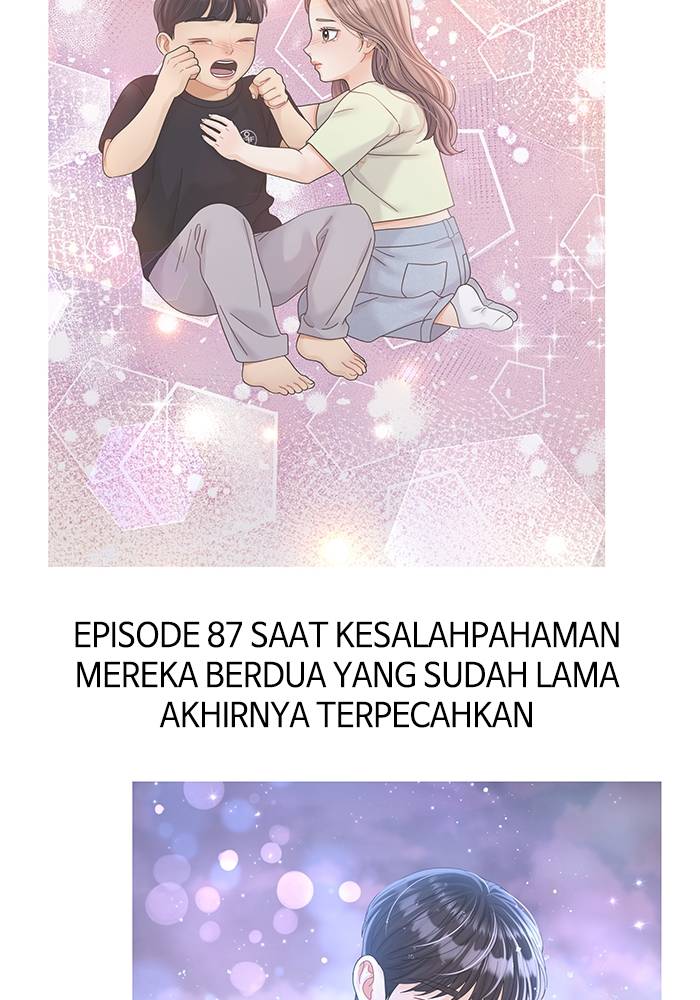 EPISODE 87 SAAT KESALAHPAHAMAN
MEREKA BERDUA YANG SUDAH LAMA
AKHIRNYA TERPECAHKAN